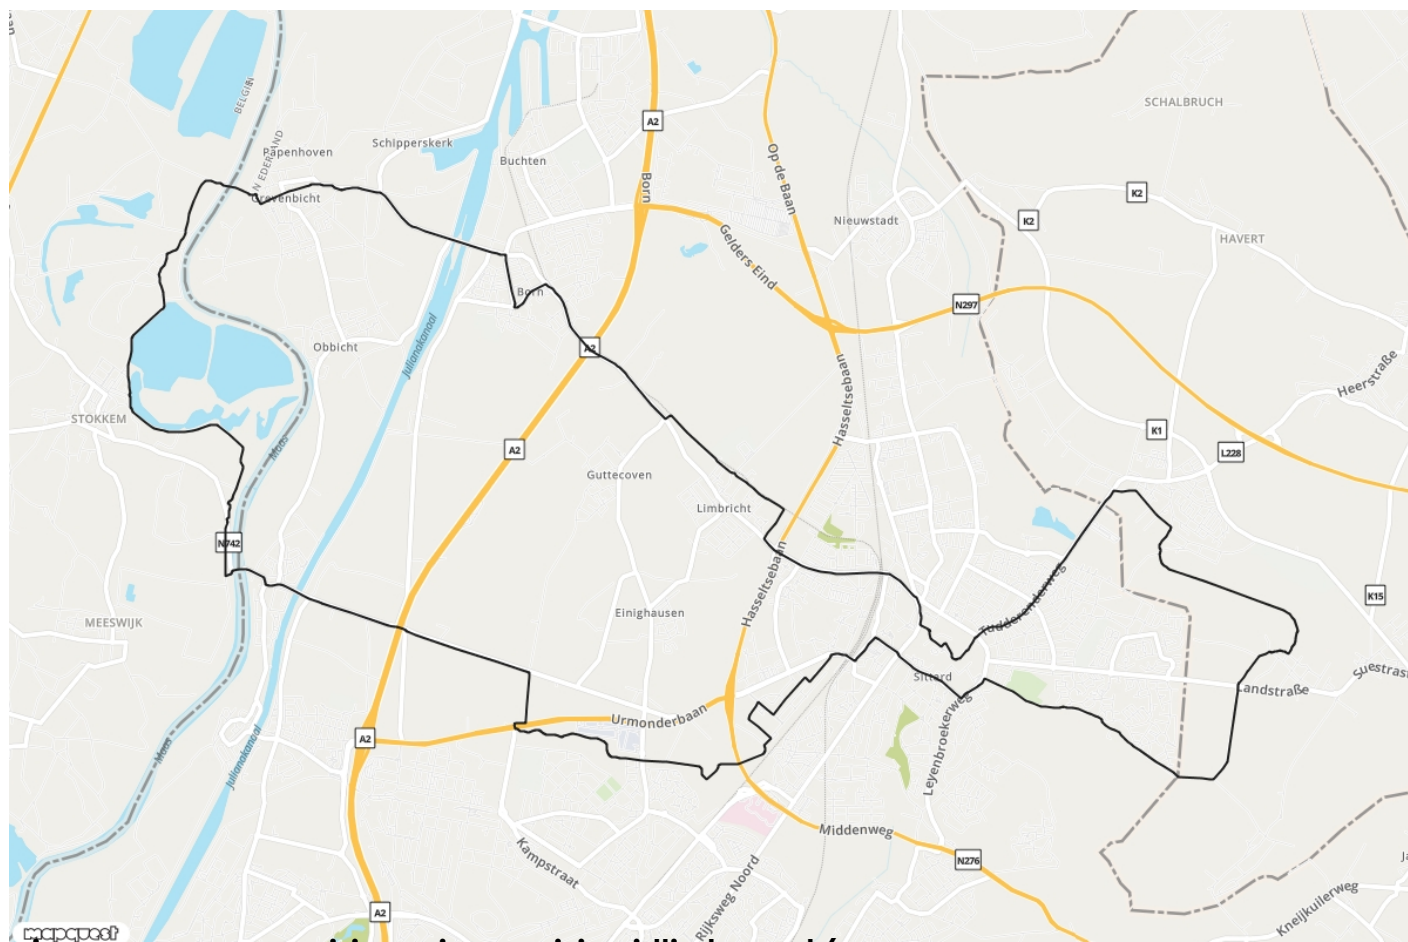 BELGIË
NEDERLAND
Papenhoven
Schipperskerk
Buchten
A2
Born
Op de Baan
SCHALBRUCH
K2
K2
Grevenbicht
Nieuwstadt
HAVERT
Gelders Eind
Born
N297
Julianakanaal
Obbicht
A2
Hasseltsebaan
Heerstraße
STOKKEM
K1
Maas
A2
L228
Guttecoven
Limbricht
N742
Hasseltsebaan
Tudderenderweg
K15
MEESWIJK
Einighausen
Sittard
Landstraße
Urmonderbaan
Leyenbroekerweg
Maas
Julianakanaal
A2
Middenweg
Kampstraat
N276
Rijksweg Noord
Kneijkuilerweg
A2
mapquest